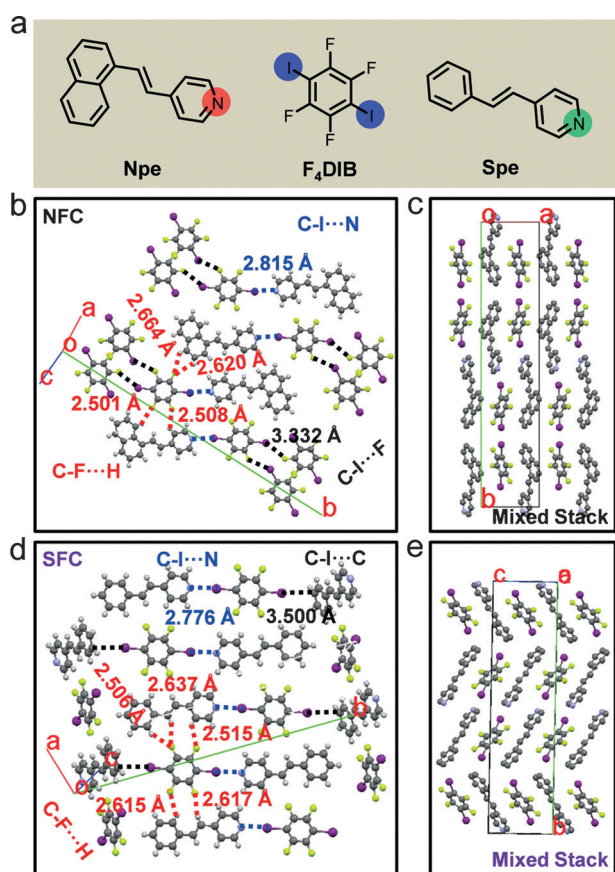 a
I
F
F
F
F
I
N
N
Npe
F₄DIB
Spe
b
NFC
C-I···N
2.815 Å
a
o
c
2.664 Å
2.620 Å
2.501 Å
2.508 Å
3.332 Å
C-F···H
C-I···F
b
c
o
a
b
Mixed Stack
d
SFC
C-I···N
C-I···C
2.776 Å
3.500 Å
2.506 Å
2.637 Å
2.515 Å
b
a
c
o
2.615 Å
2.617 Å
C-F···H
e
c
o
a
b
Mixed Stack